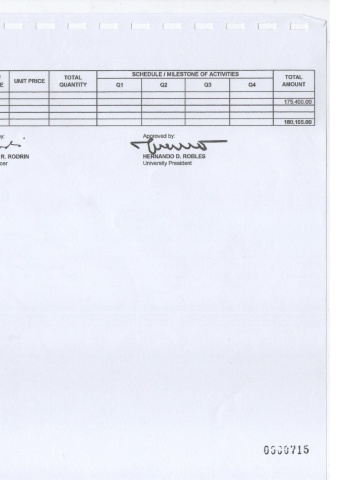 UNIT PRICE TOTAL QUANTITY SCHEDULE / MILESTONE OF ACTIVITIES TOTAL AMOUNT
Q1 Q2 Q3 Q4
175,400.00
180,195.00
y: Approved by:
R. RODRIN HERNANDO D. ROBLES
cer University President
0000715